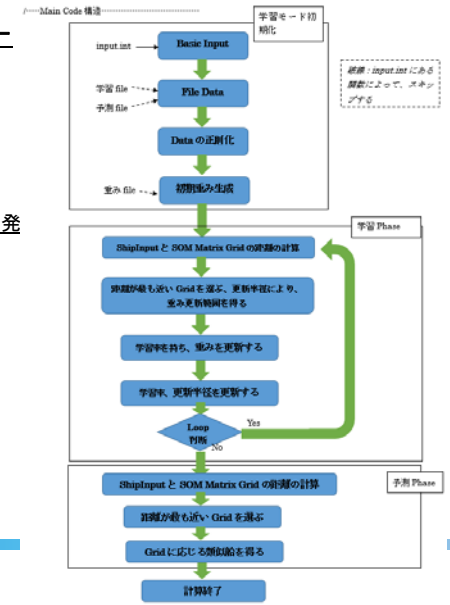 /----Main Code 構造----
学習モード初
期化
ー
input.int
Basic Input
破線：input.int にある
関数によって、スキッ
プする
学習 file
予測 file
File Data
Data の正則化
重み file
初期重み生成
発
学習 Phase
ShipInput と SOM Matrix Grid の距離の計算
距離が最も近い Grid を選ぶ、更新半径により、
重み更新範囲を得る
学習率を持ち、重みを更新する
学習率、更新半径を更新する
Loop
判断
Yes
No
予測 Phase
ShipInput と SOM Matrix Grid の距離の計算
距離が最も近い Grid を選ぶ
Grid に応じる類似船を得る
計算終了